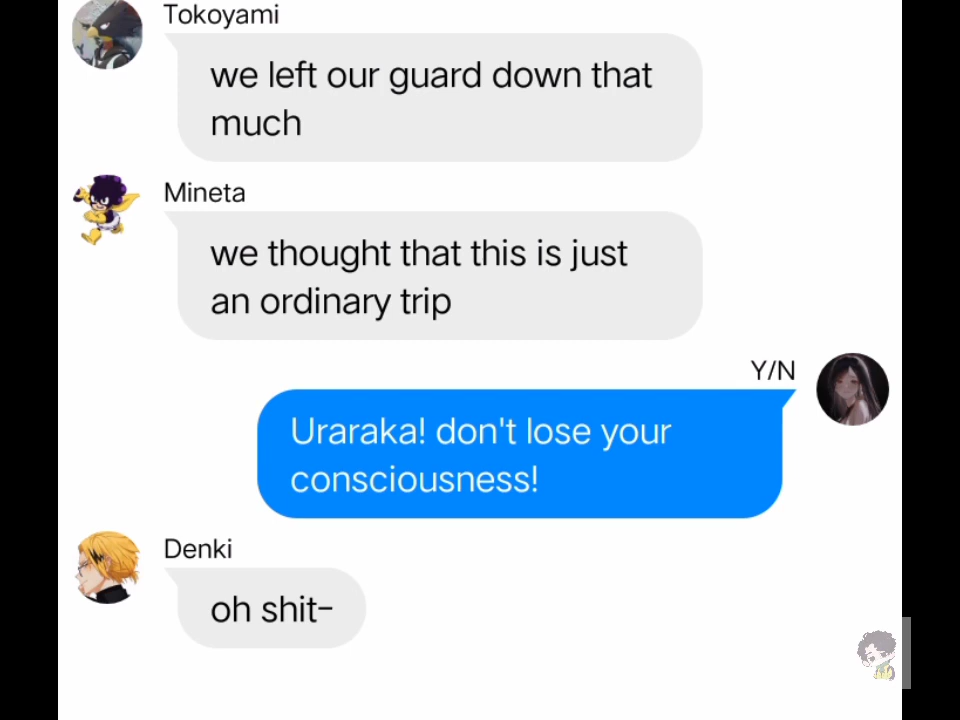 Tokoyami
we left our guard down that
much
Mineta
we thought that this is just
an ordinary trip
Y/N
Uraraka! don't lose your
consciousness!
Denki
oh shit-